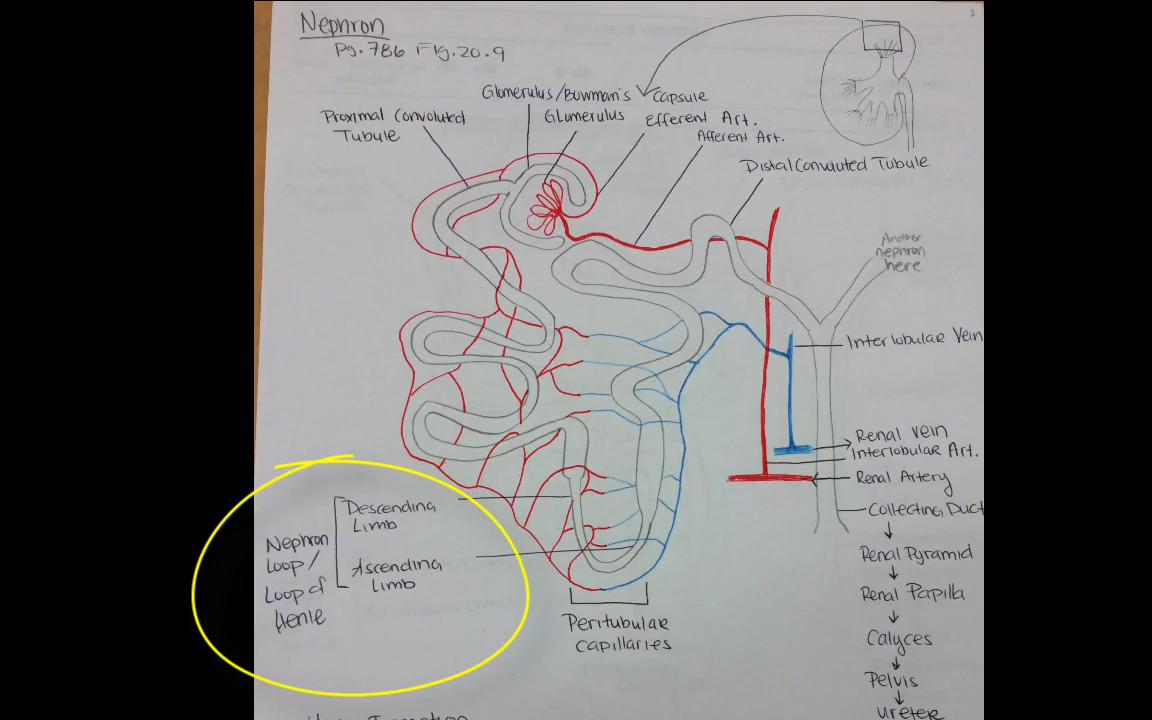 2
Nephron
Pg. 786 Fig. 20.9
Glomerulus/Bowman's Capsule
Proximal Convoluted
Tubule
Glomerulus
Efferent Art.
Afferent Art.
Distal Convoluted Tubule
Another
nephron
here
Interlobular Vein
Renal Vein
Interlobular Art.
Renal Artery
Collecting Duct
Renal Pyramid
Renal Papilla
Calyces
Pelvis
Ureter
Descending
Limb
Nephron
Loop/
Loop of
Henle
Ascending
Limb
Peritubular
Capillaries